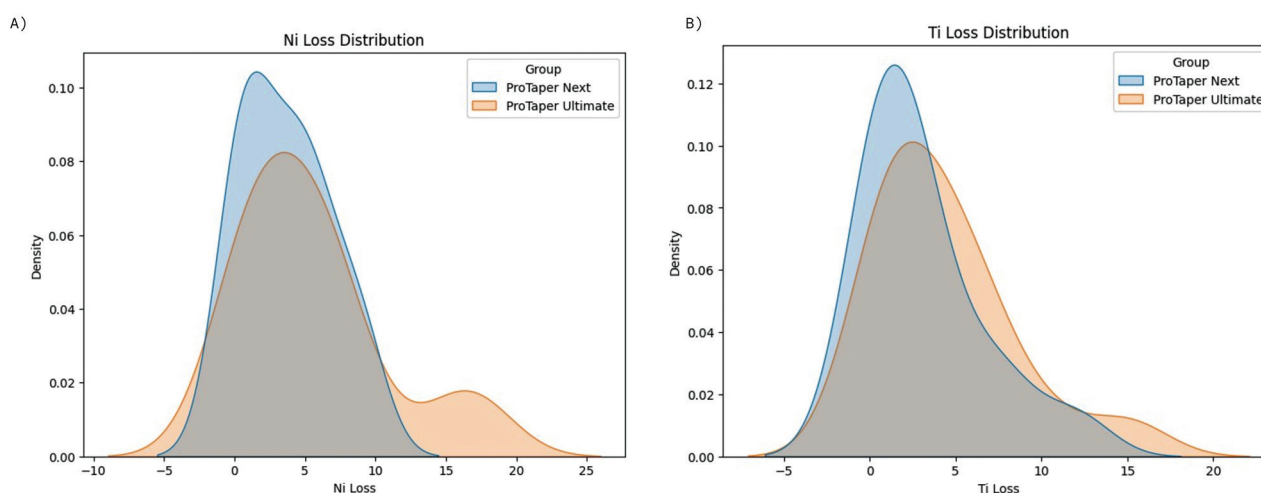 A)
Ni Loss Distribution
Group
ProTaper Next
ProTaper Ultimate
0.10
0.08
0.06
0.04
0.02
0.00
Density
−10 −5 0 5 10 15 20 25
Ni Loss
B)
Ti Loss Distribution
Group
ProTaper Next
ProTaper Ultimate
0.12
0.10
0.08
0.06
0.04
0.02
0.00
Density
−5 0 5 10 15 20
Ti Loss